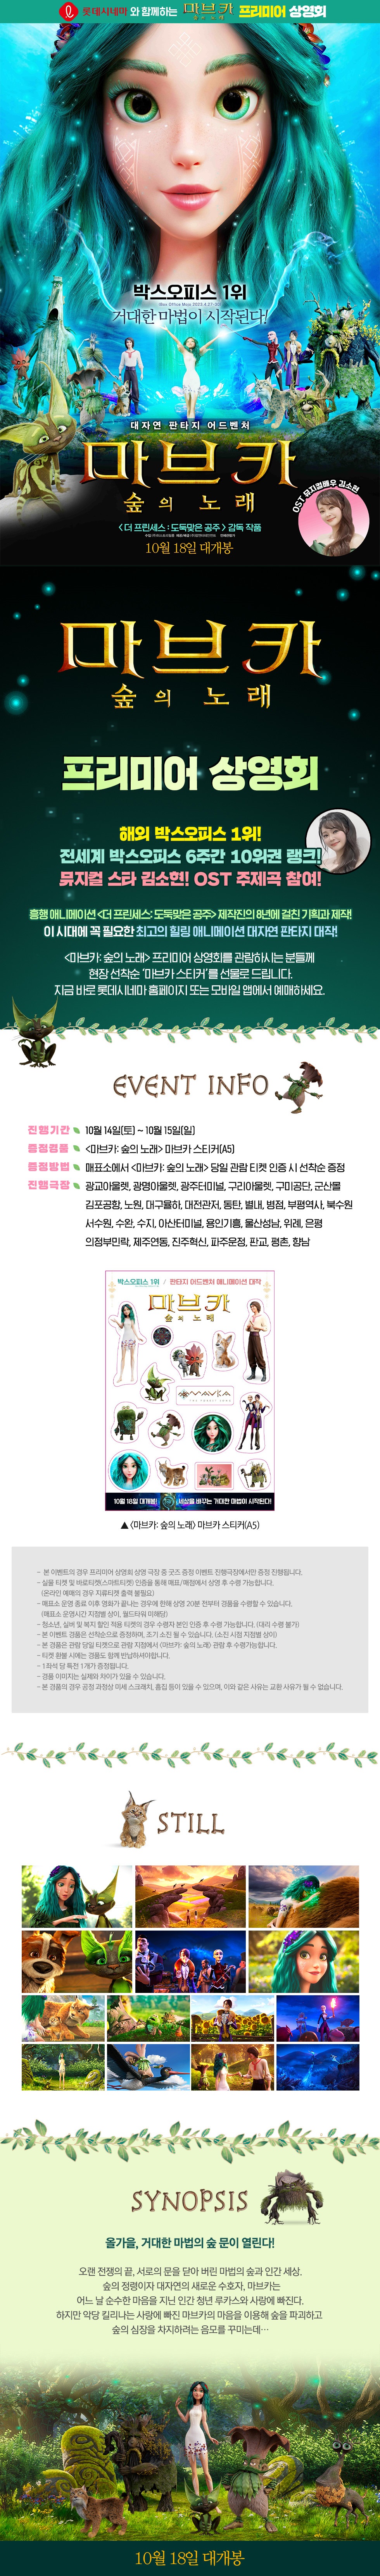 롯데시네마 와 함께하는 마브카 숲의 노래 프리미어 상영회
박스오피스 1위
(Box Office Mojo 2023.4.27~30)
거대한 마법이 시작된다!
대자연 판타지 어드벤처
마브카
숲의 노래
OST 뮤지컬배우 김소현
< 더 프린세스 : 도둑맞은 공주 > 감독 작품
10월 18일 대개봉
마브카
숲의 노래
프리미어 상영회
해외 박스오피스 1위!
전세계 박스오피스 6주간 10위권 랭크!
뮤지컬 스타 김소현! OST 주제곡 참여!
흥행 애니메이션 <더 프린세스: 도둑맞은 공주> 제작진의 8년에 걸친 기획과 제작!
이 시대에 꼭 필요한 최고의 힐링 애니메이션 대자연 판타지 대작!
<마브카: 숲의 노래> 프리미어 상영회를 관람하시는 분들께
현장 선착순 '마브카 스티커'를 선물로 드립니다.
지금 바로 롯데시네마 홈페이지 또는 모바일 앱에서 예매하세요.
EVENT INFO
진행기간 10월 14일(토) ~ 10월 15일(일)
증정경품 <마브카: 숲의 노래> 마브카 스티커(A5)
증정방법 매표소에서 <마브카: 숲의 노래> 당일 관람 티켓 인증 시 선착순 증정
진행극장 광교아울렛, 광명아울렛, 광주터미널, 구리아울렛, 구미공단, 군산몰
김포공항, 노원, 대구율하, 대전관저, 동탄, 별내, 병점, 부평역사, 북수원
서수원, 수완, 수지, 아산터미널, 용인기흥, 울산성남, 위례, 은평
의정부민락, 제주연동, 진주혁신, 파주운정, 판교, 평촌, 향남
박스오피스 1위 / 판타지 어드벤처 애니메이션 대작
마브카
숲의 노래
MAVKA
THE FOREST SONG
10월 18일 대개봉! 세상을 바꾸는 거대한 마법이 시작된다!
▲ <마브카: 숲의 노래> 마브카 스티커(A5)
- 본 이벤트의 경우 프리미어 상영회 상영 극장 중 굿즈 증정 이벤트 진행극장에서만 증정 진행됩니다.
- 실물 티켓 및 바로티켓(스마트티켓) 인증을 통해 매표/매점에서 상영 후 수령 가능합니다.
(온라인 예매의 경우 지류티켓 출력 불필요)
- 매표소 운영 종료 이후 영화가 끝나는 경우에 한해 상영 20분 전부터 경품을 수령할 수 있습니다.
(매표소 운영시간 지점별 상이, 월드타워 미해당)
- 청소년, 실버 및 복지 할인 적용 티켓의 경우 수령자 본인 인증 후 수령 가능합니다. (대리 수령 불가)
- 본 이벤트 경품은 선착순으로 증정하며, 조기 소진 될 수 있습니다. (소진 시점 지점별 상이)
- 본 경품은 관람 당일 티켓으로 관람 지점에서 <마브카: 숲의 노래> 관람 후 수령가능합니다.
- 티켓 환불 시에는 경품도 함께 반납하셔야합니다.
- 1좌석 당 특전 1개가 증정됩니다.
- 경품 이미지는 실제와 차이가 있을 수 있습니다.
- 본 경품의 경우 공정 과정상 미세 스크래치, 흠집 등이 있을 수 있으며, 이와 같은 사유는 교환 사유가 될 수 없습니다.
STILL
SYNOPSIS
올가을, 거대한 마법의 숲 문이 열린다!
오랜 전쟁의 끝, 서로의 문을 닫아 버린 마법의 숲과 인간 세상.
숲의 정령이자 대자연의 새로운 수호자, 마브카는
어느 날 순수한 마음을 지닌 인간 청년 루카스와 사랑에 빠진다.
하지만 악당 킬리나는 사랑에 빠진 마브카의 마음을 이용해 숲을 파괴하고
숲의 심장을 차지하려는 음모를 꾸미는데…
10월 18일 대개봉